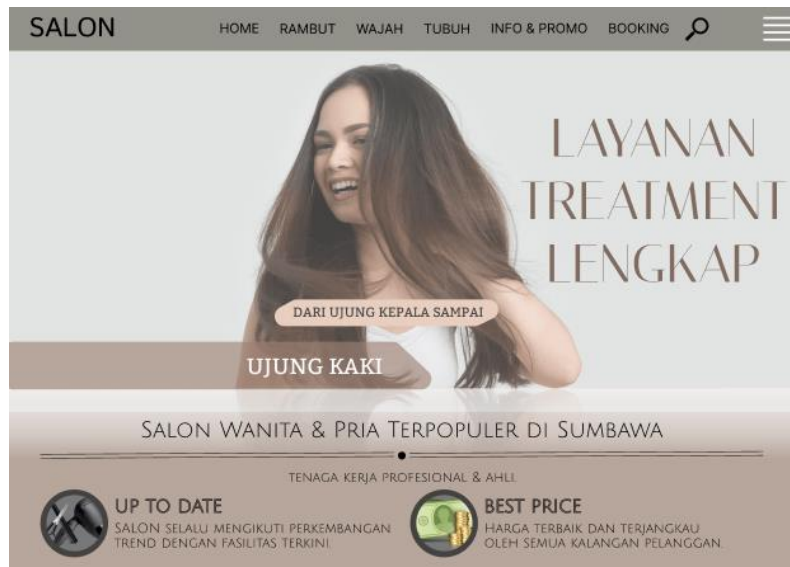 SALON
HOME RAMBUT WAJAH TUBUH INFO & PROMO BOOKING
LAYANAN
TREATMENT
LENGKAP
DARI UJUNG KEPALA SAMPAI
UJUNG KAKI
SALON WANITA & PRIA TERPOPULER DI SUMBAWA
TENAGA KERJA PROFESIONAL & AHLI.
UP TO DATE
SALON SELALU MENGIKUTI PERKEMBANGAN
TREND DENGAN FASILITAS TERKINI.
BEST PRICE
HARGA TERBAIK DAN TERJANGKAU
OLEH SEMUA KALANGAN PELANGGAN.